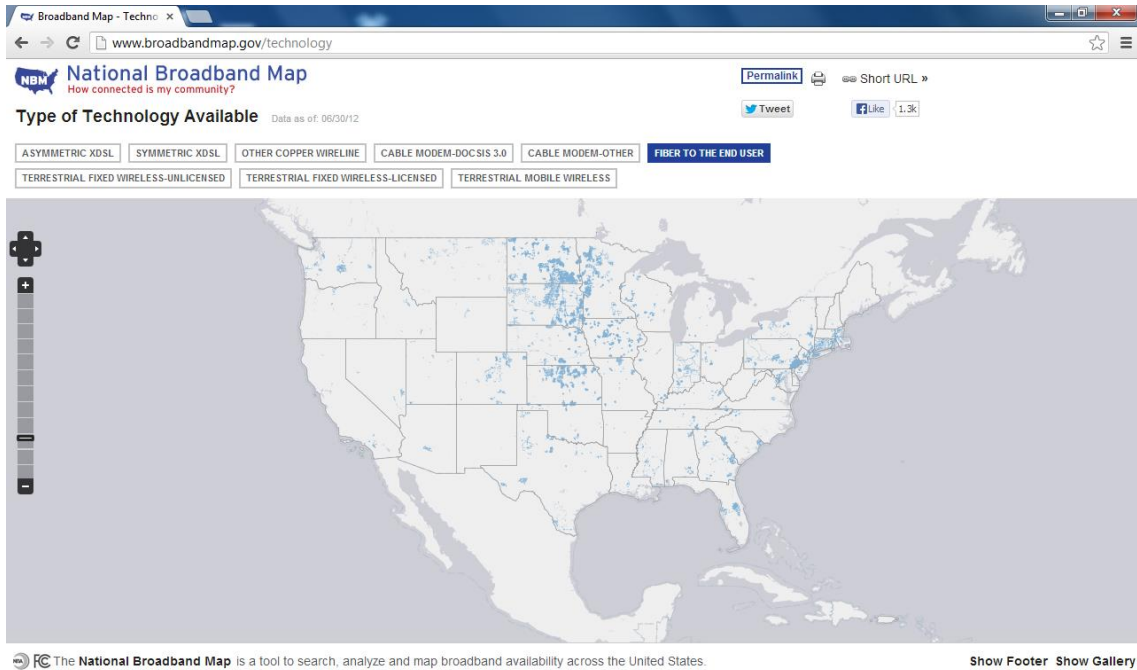 Broadband Map - Techno
www.broadbandmap.gov/technology
NBM
National Broadband Map
How connected is my community?
Permalink
Short URL »
Type of Technology Available Data as of: 06/30/12
Tweet
Like 1.3k
ASYMMETRIC XDSL SYMMETRIC XDSL OTHER COPPER WIRELINE CABLE MODEM-DOCSIS 3.0 CABLE MODEM-OTHER FIBER TO THE END USER
TERRESTRIAL FIXED WIRELESS-UNLICENSED TERRESTRIAL FIXED WIRELESS-LICENSED TERRESTRIAL MOBILE WIRELESS
FC The National Broadband Map is a tool to search, analyze and map broadband availability across the United States. Show Footer Show Gallery